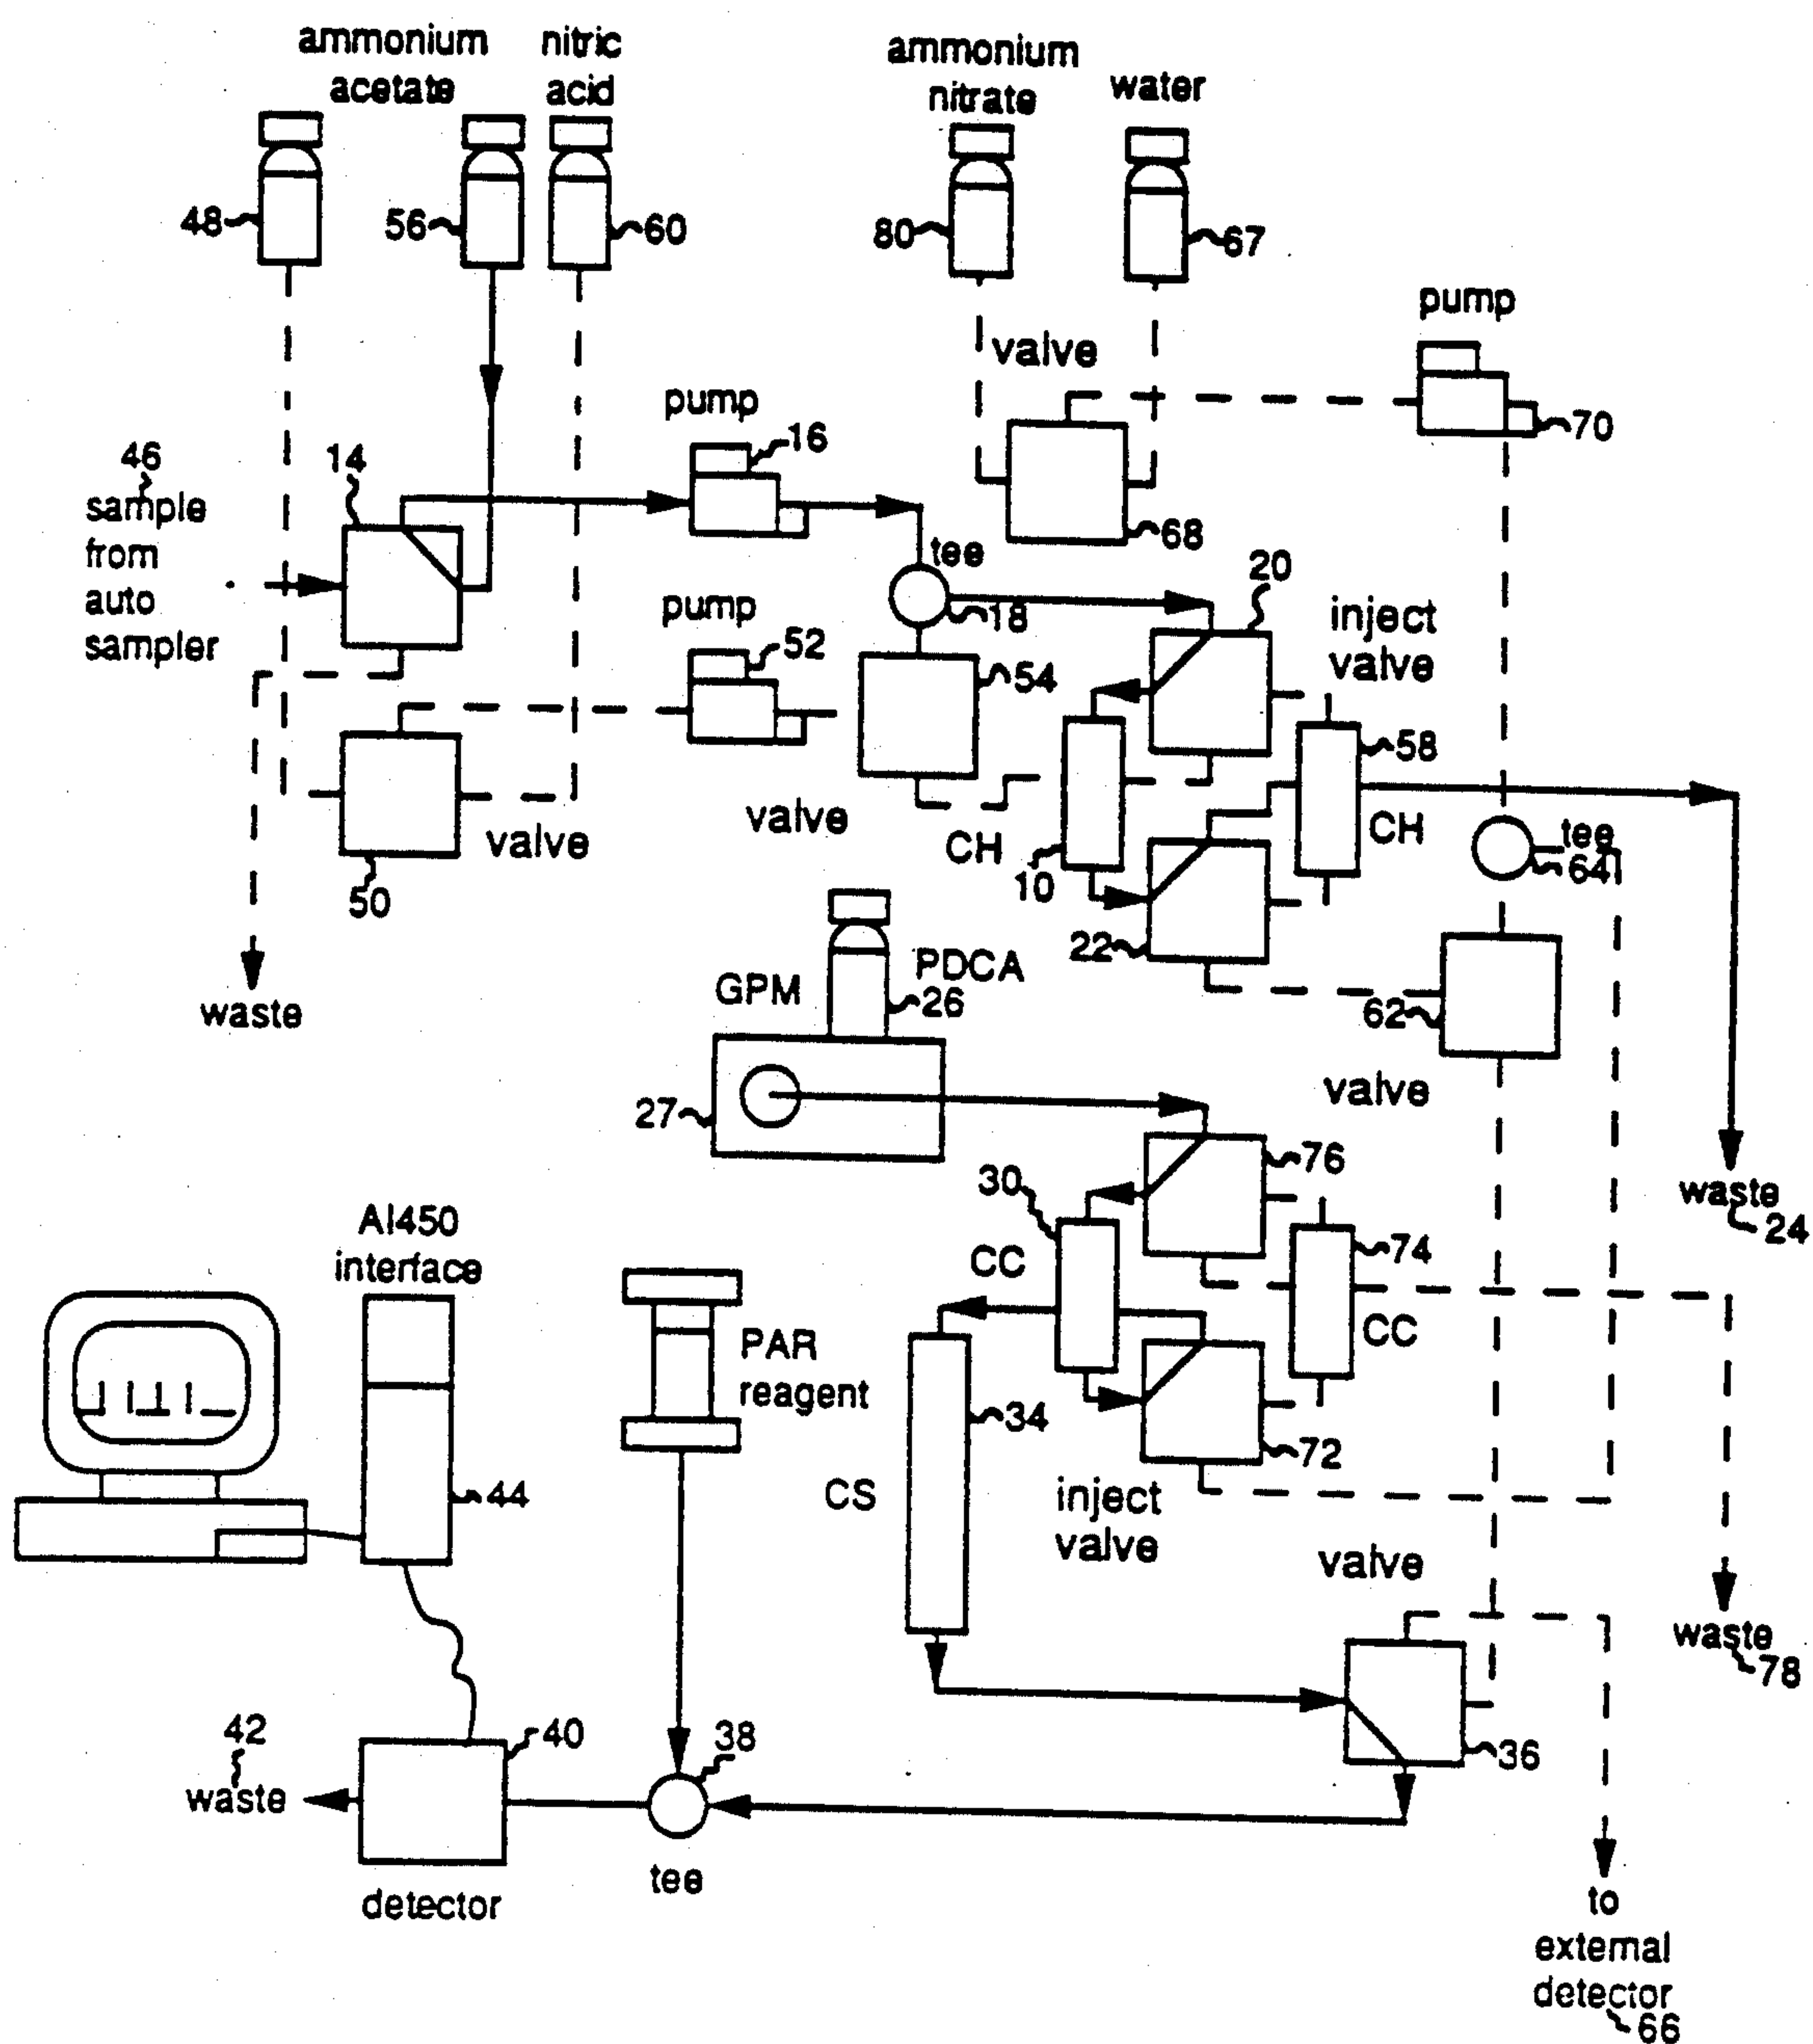 ammonium
acetate
nitric
acid
ammonium
nitrate
water
48
56
60
80
67
pump
70
valve
68
pump
16
46
sample
from
auto
sampler
14
tee
18
20
inject
valve
pump
52
54
58
valve
50
valve
CH
10
CH
tee
64
22
62
waste
GPM
PDCA
26
27
valve
76
30
waste
24
AI450
interface
CC
74
CC
PAR
reagent
34
72
44
CS
inject
valve
valve
waste
78
42
waste
40
38
36
tee
detector
to
external
detector
66